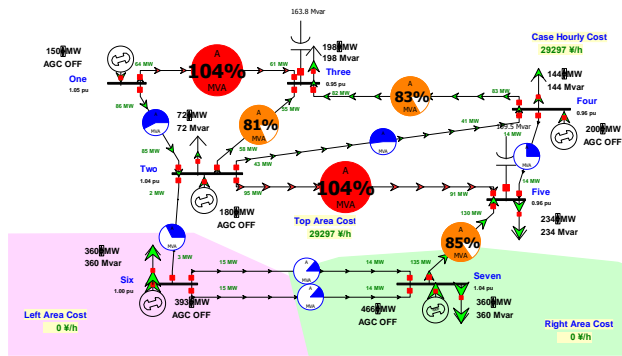 163.8 Mvar
Case Hourly Cost
29297 ¥/h
150 MW
AGC OFF
One
1.05 pu
64 MW
A
104%
MVA
61 MW
198 MW
198 Mvar
Three
0.95 pu
82 MW
A
83%
MVA
83 MW
144 MW
144 Mvar
Four
0.96 pu
200 MW
AGC OFF
86 MW
A
MVA
85 MW
72 MW
72 Mvar
A
81%
MVA
55 MW
58 MW
43 MW
A
MVA
41 MW
14 MW
A
MVA
14 MW
Two
1.04 pu
2 MW
180 MW
AGC OFF
95 MW
A
104%
MVA
91 MW
Five
0.96 pu
234 MW
234 Mvar
130 MW
Top Area Cost
29297 ¥/h
A
MVA
3 MW
A
85%
MVA
135 MW
360 MW
360 Mvar
Six
1.00 pu
393 MW
AGC OFF
15 MW
A
MVA
14 MW
15 MW
A
MVA
14 MW
466 MW
AGC OFF
Seven
1.04 pu
360 MW
360 Mvar
Left Area Cost
0 ¥/h
Right Area Cost
0 ¥/h